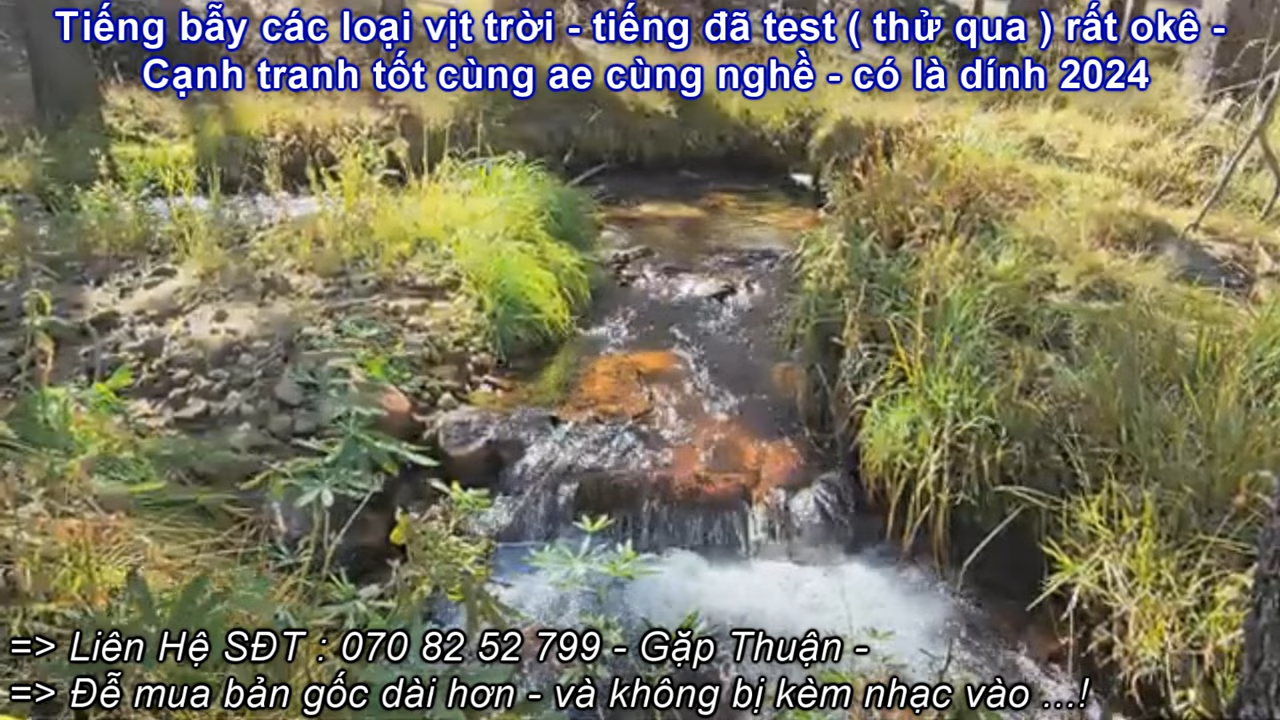 Tiếng bẫy các loại vịt trời - tiếng đã test ( thử qua ) rất okê -
Cạnh tranh tốt cùng ae cùng nghề - có là dính 2024
=> Liên Hệ SĐT : 070 82 52 799 - Gặp Thuận -
=> Đễ mua bản gốc dài hơn - và không bị kèm nhạc vào ...!